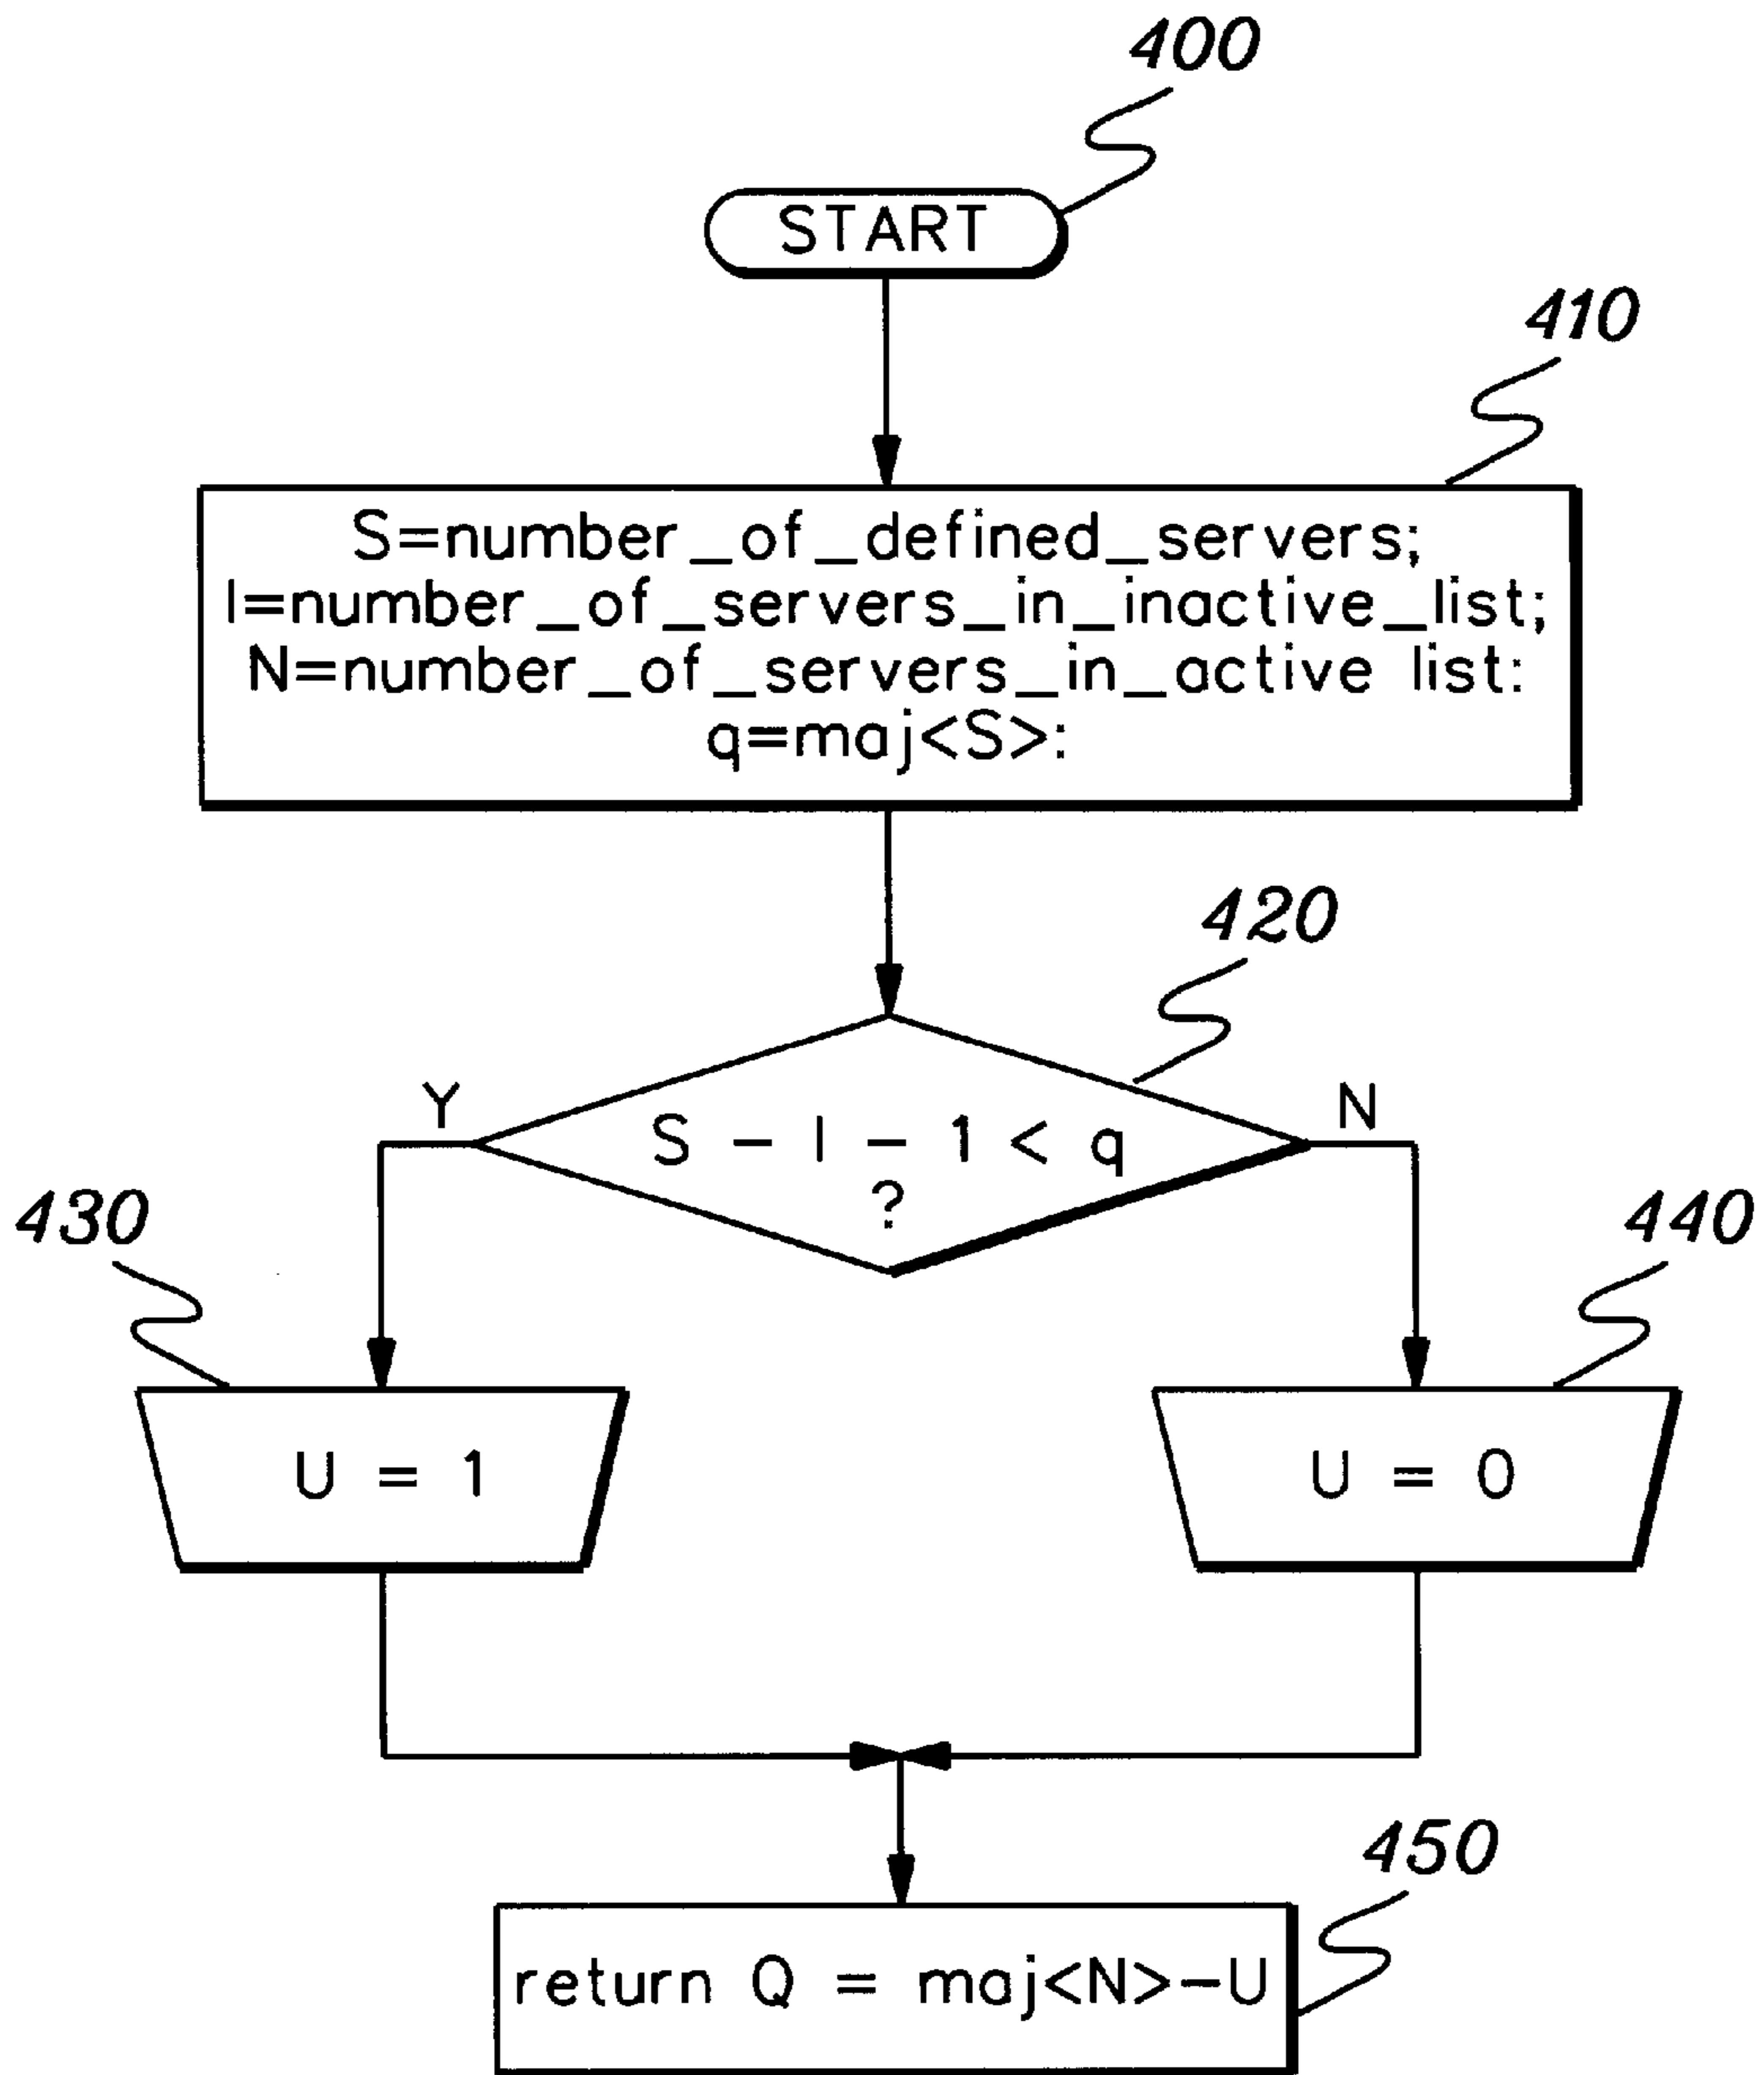 400
START
410
S=number_of_defined_servers;
I=number_of_servers_in_inactive_list;
N=number_of_servers_in_active list:
q=maj<S>:
420
Y
N
S - I - 1 < q
?
430
440
U = 1
U = 0
450
return Q = maj<N>-U